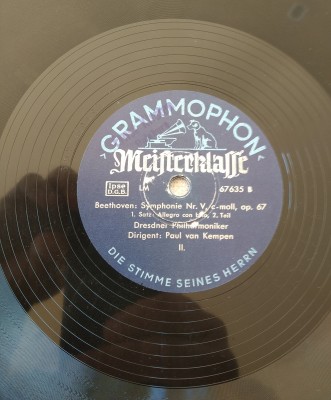 ›GRAMMOPHON‹
Meisterklasse
Ipse
D.G.B.
LM
67635 B
Beethoven: Symphonie Nr. V, c-moll, op. 67
1. Satz: Allegro con brio, 2. Teil
Dresdner Philharmoniker
Dirigent: Paul van Kempen
II.
DIE STIMME SEINES HERRN